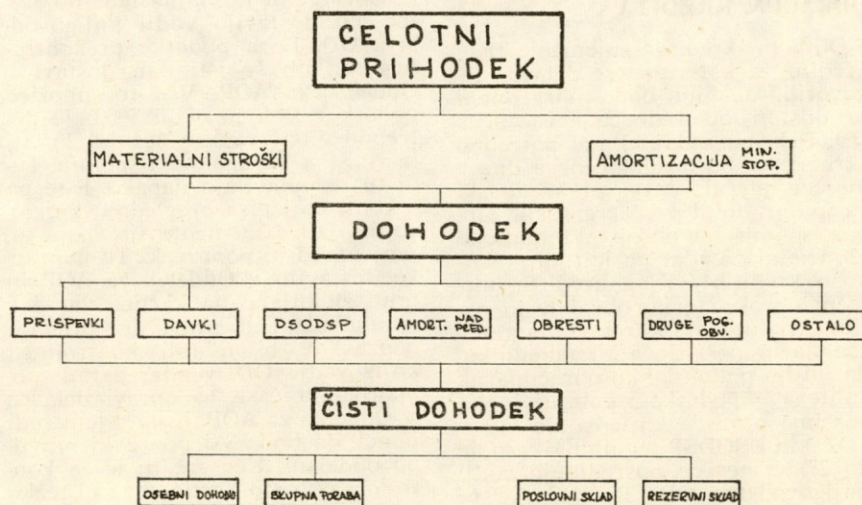 CELOTNI
PRIHODEK
MATERIALNI STROŠKI
AMORTIZACIJA MIN. STOP.
DOHODEK
PRISPEVKI
DAVKI
DSODSP
AMORT. NAD PRED.
OBRESTI
DRUGE POG. OBV.
OSTALO
ČISTI DOHODEK
OSEBNI DOHODKI
SKUPNA PORABA
POSLOVNI SKLAD
REZERVNI SKLAD